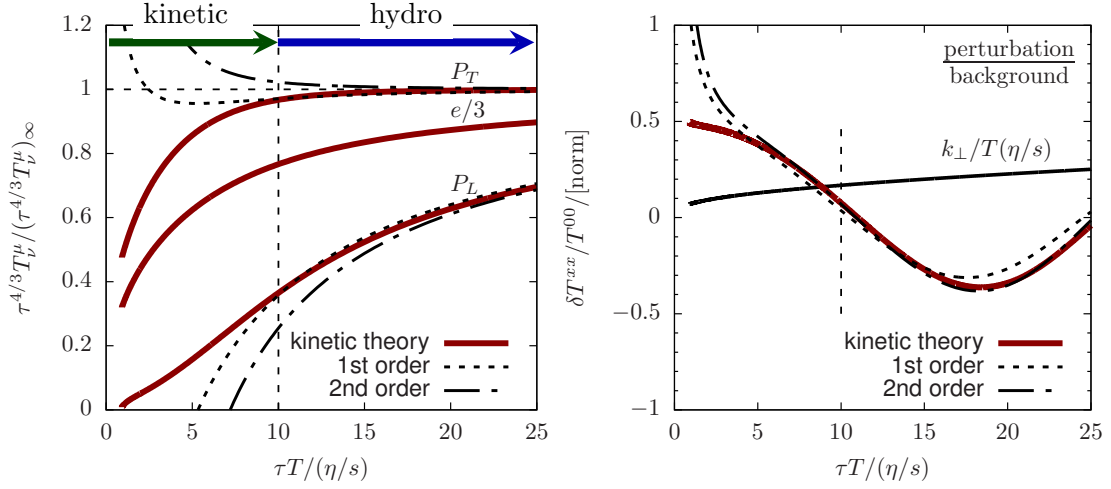 kinetic hydro
τ^{4/3}T^μ_ν/(τ^{4/3}T^μ_ν)_∞
1.2
1
0.8
0.6
0.4
0.2
0
P_T
e/3
P_L
kinetic theory
1st order
2nd order
0 5 10 15 20 25
τT/(η/s)
δT^{xx}/T^{00}/[norm]
1
0.5
0
−0.5
−1
perturbation
background
k_⊥/T(η/s)
kinetic theory
1st order
2nd order
0 5 10 15 20 25
τT/(η/s)